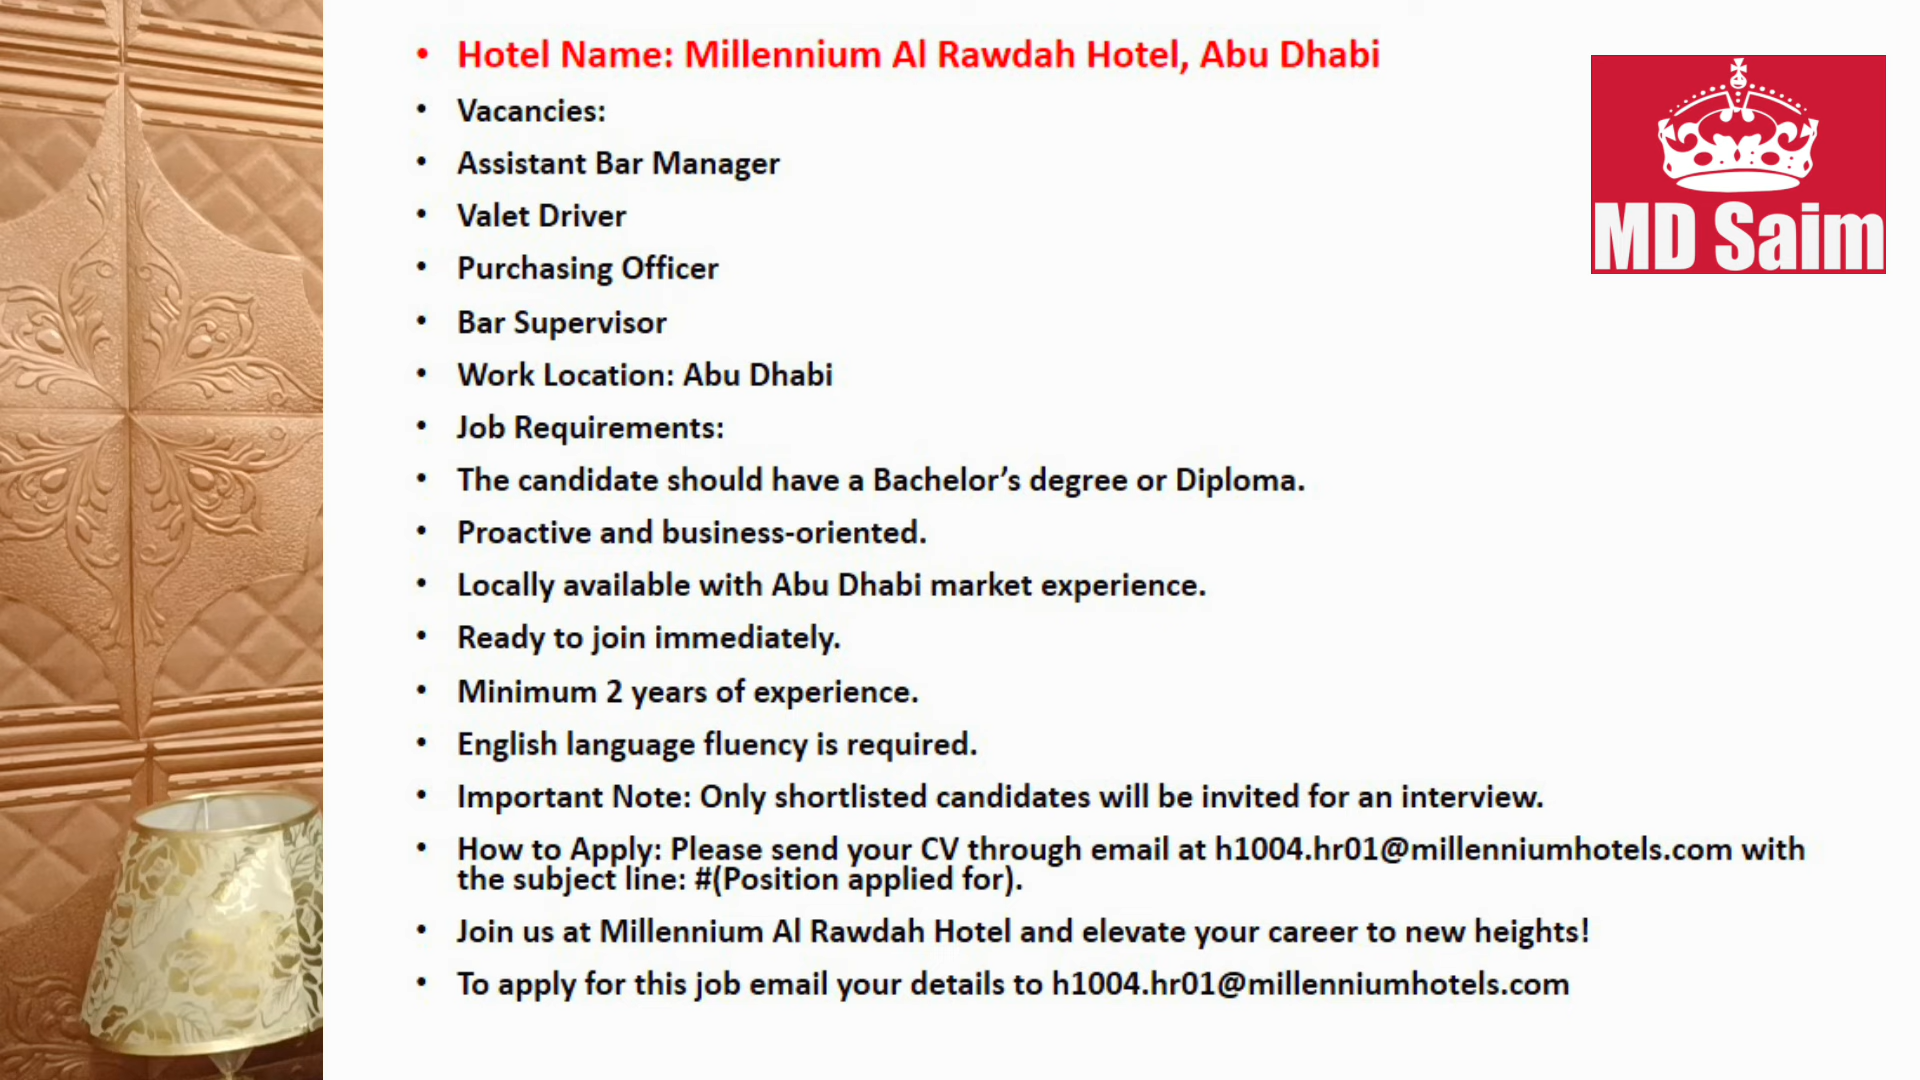 • Hotel Name: Millennium Al Rawdah Hotel, Abu Dhabi
• Vacancies:
• Assistant Bar Manager
• Valet Driver
• Purchasing Officer
• Bar Supervisor
• Work Location: Abu Dhabi
• Job Requirements:
• The candidate should have a Bachelor’s degree or Diploma.
• Proactive and business-oriented.
• Locally available with Abu Dhabi market experience.
• Ready to join immediately.
• Minimum 2 years of experience.
• English language fluency is required.
• Important Note: Only shortlisted candidates will be invited for an interview.
• How to Apply: Please send your CV through email at h1004.hr01@millenniumhotels.com with
the subject line: #(Position applied for).
• Join us at Millennium Al Rawdah Hotel and elevate your career to new heights!
• To apply for this job email your details to h1004.hr01@millenniumhotels.com
MD Saim